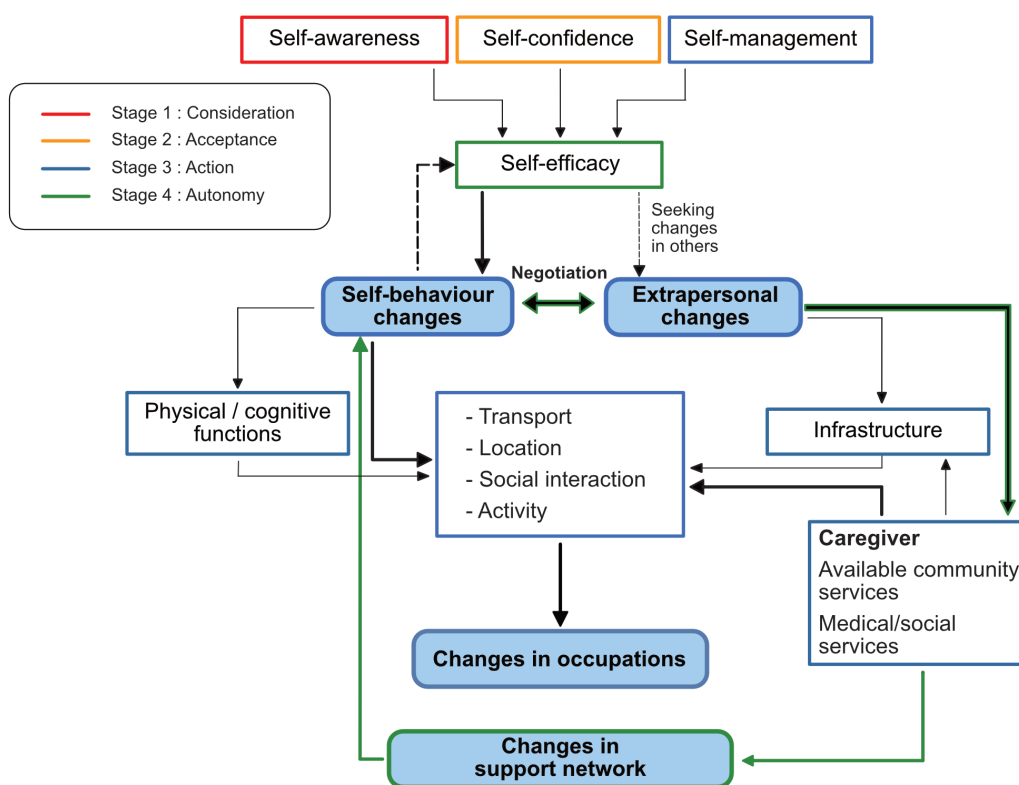 Self-awareness
Self-confidence
Self-management
Stage 1 : Consideration
Stage 2 : Acceptance
Stage 3 : Action
Stage 4 : Autonomy
Self-efficacy
Seeking
changes
in others
Negotiation
Self-behaviour
changes
Extrapersonal
changes
Physical / cognitive
functions
- Transport
- Location
- Social interaction
- Activity
Infrastructure
Caregiver
Available community
services
Medical/social
services
Changes in occupations
Changes in
support network